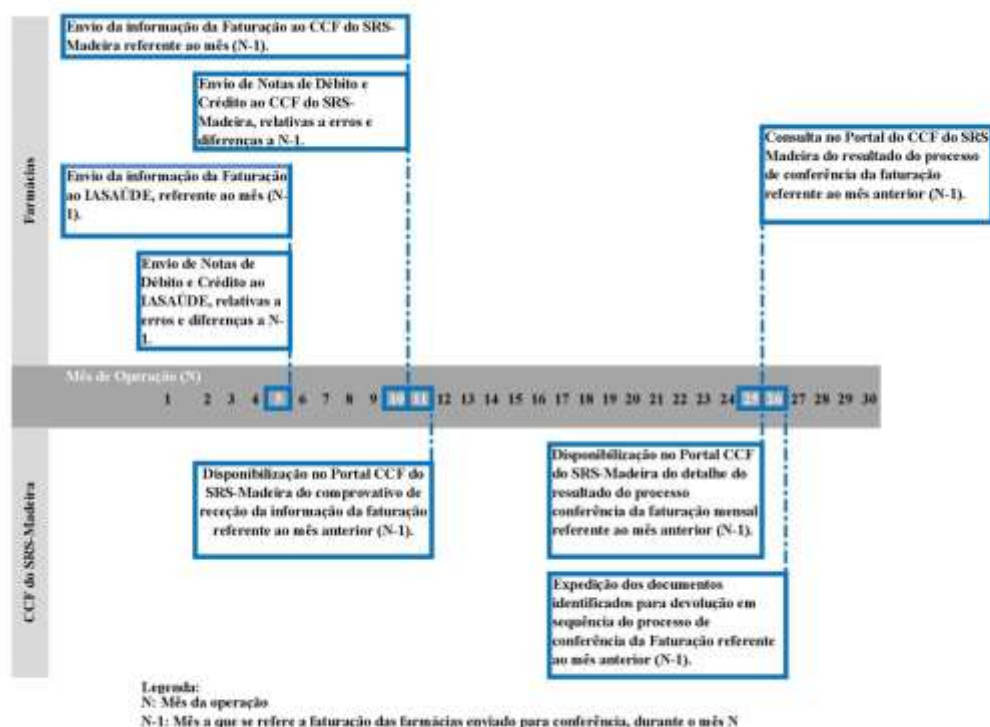 Farmácias
Envio da informação da Faturação ao CCF do SRS-
Madeira referente ao mês (N-1).
Envio de Notas de Débito e
Crédito ao CCF do SRS-
Madeira, relativas a erros e
diferenças a N-1.
Consulta no Portal do CCF do SRS
Madeira do resultado do processo
de conferência da faturação
referente ao mês anterior (N-1).
Envio da informação da Faturação
ao IASAÚDE, referente ao mês (N-
1).
Envio de Notas de
Débito e Crédito ao
IASAÚDE, relativas a
erros e diferenças a N-
1.
Mês de Operação (N)
1 2 3 4 5 6 7 8 9 10 11 12 13 14 15 16 17 18 19 20 21 22 23 24 25 26 27 28 29 30
CCF do SRS-Madeira
Disponibilização no Portal CCF do
SRS-Madeira do comprovativo de
receção da informação da faturação
referente ao mês anterior (N-1).
Disponibilização no Portal CCF
do SRS-Madeira do detalhe do
resultado do processo
conferência da faturação mensal
referente ao mês anterior (N-1).
Expedição dos documentos
identificados para devolução em
sequência do processo de
conferência da Faturação referente
ao mês anterior (N-1).
Legenda:
N: Mês da operação
N-1: Mês a que se refere a faturação das farmácias enviado para conferência, durante o mês N